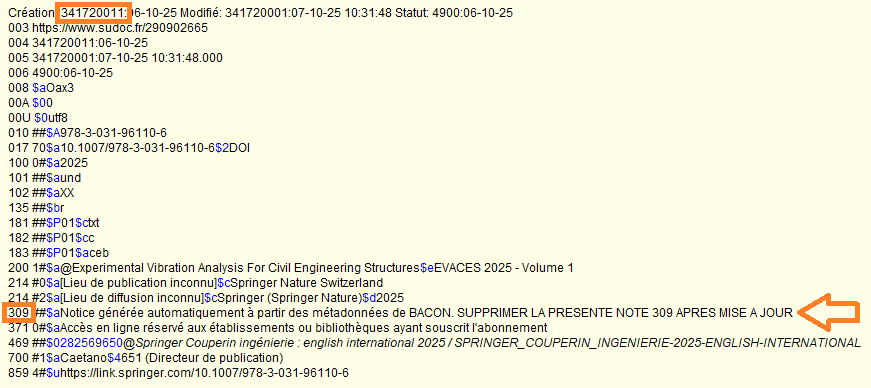 Création: 341720011:06-10-25 Modifié: 341720001:07-10-25 10:31:48 Statut: 4900:06-10-25
003 https://www.sudoc.fr/290902665
004 341720011:06-10-25
005 341720001:07-10-25 10:31:48.000
006 4900:06-10-25
008 $aOax3
00A $00
00U $0utf8
010 ##$A978-3-031-96110-6
017 70$a10.1007/978-3-031-96110-6$2DOI
100 0#$a2025
101 ##$aund
102 ##$aXX
135 ##$br
181 ##$P01$ctxt
182 ##$P01$cc
183 ##$P01$aceb
200 1#$a@Experimental Vibration Analysis For Civil Engineering Structures$eEVACES 2025 - Volume 1
214 #0$a[Lieu de publication inconnu]$cSpringer Nature Switzerland
214 #2$a[Lieu de diffusion inconnu]$cSpringer (Springer Nature)$d2025
309 ##$aNotice générée automatiquement à partir des métadonnées de BACON. SUPPRIMER LA PRESENTE NOTE 309 APRES MISE A JOUR
371 0#$aAccès en ligne réservé aux établissements ou bibliothèques ayant souscrit l'abonnement
469 ##$0282569650@Springer Couperin ingénierie : english international 2025 / SPRINGER_COUPERIN_INGENIERIE-2025-ENGLISH-INTERNATIONAL
700 #1$aCaetano$4651 (Directeur de publication)
859 4#$uhttps://link.springer.com/10.1007/978-3-031-96110-6